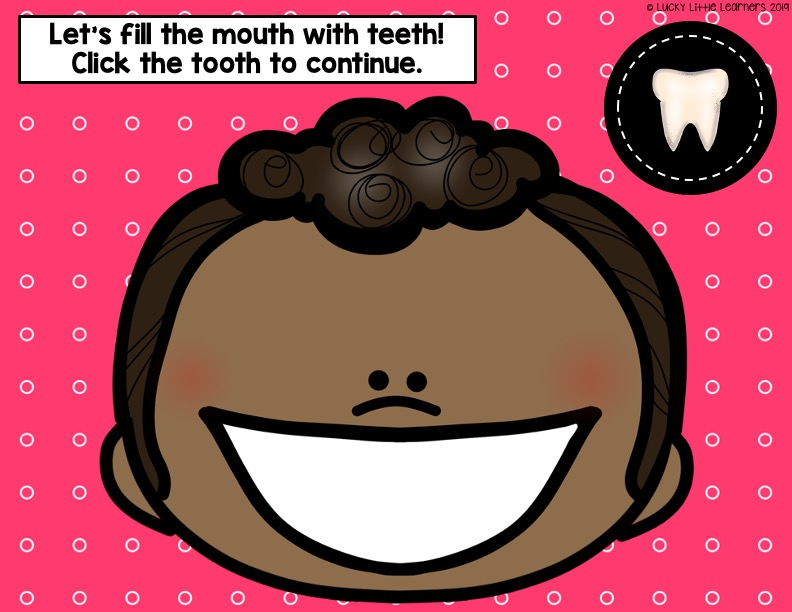 © Lucky Little Learners 2019
Let's fill the mouth with teeth!
Click the tooth to continue.